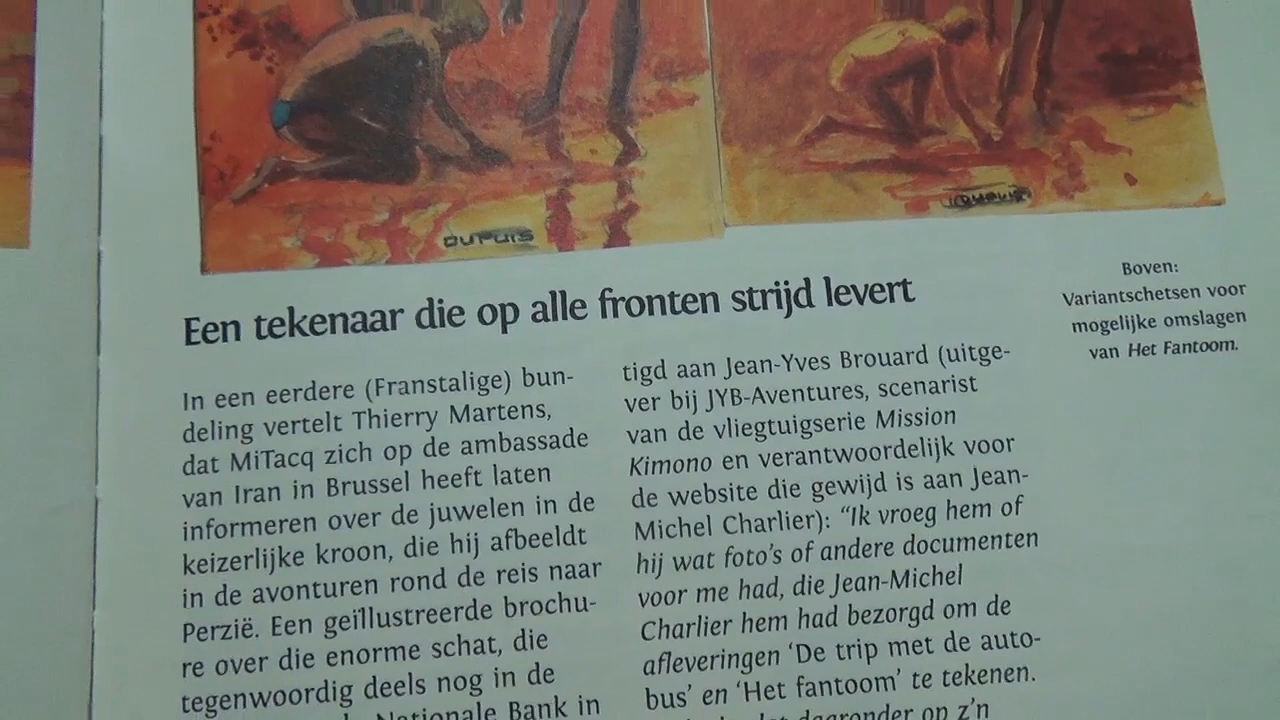 DUPUIS
Een tekenaar die op alle fronten strijd levert
Boven:
Variantschetsen voor
mogelijke omslagen
van Het Fantoom.
In een eerdere (Franstalige) bun-
deling vertelt Thierry Martens,
dat MiTacq zich op de ambassade
van Iran in Brussel heeft laten
informeren over de juwelen in de
keizerlijke kroon, die hij afbeeldt
in de avonturen rond de reis naar
Perzië. Een geïllustreerde brochu-
re over die enorme schat, die
tegenwoordig deels nog in de
Nationale Bank in
tigd aan Jean-Yves Brouard (uitge-
ver bij JYB-Aventures, scenarist
van de vliegtuigserie Mission
Kimono en verantwoordelijk voor
de website die gewijd is aan Jean-
Michel Charlier): “Ik vroeg hem of
hij wat foto’s of andere documenten
voor me had, die Jean-Michel
Charlier hem had bezorgd om de
afleveringen ‘De trip met de auto-
bus’ en ‘Het fantoom’ te tekenen.
daaronder op z’n